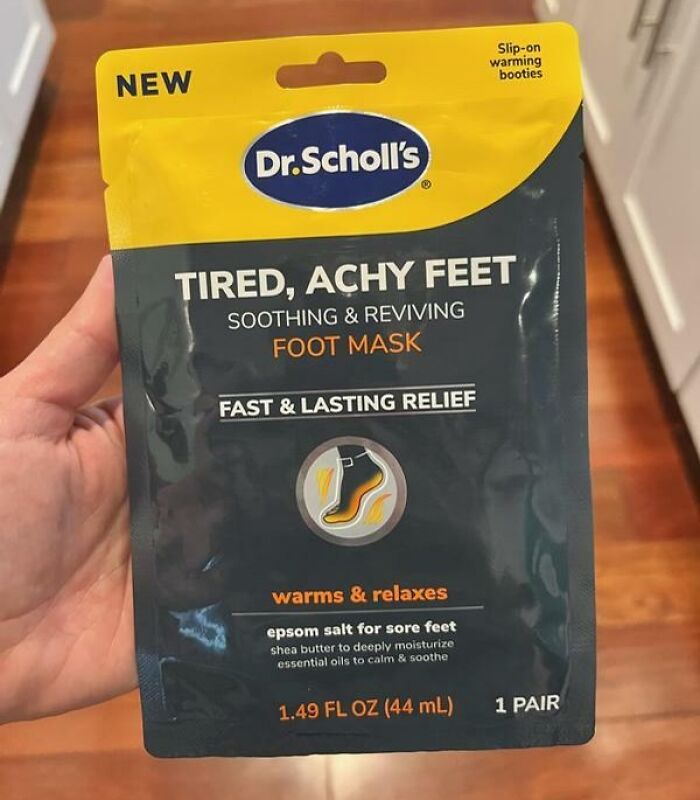 NEW
Slip-on
warming
booties
Dr.Scholl's®
TIRED, ACHY FEET
SOOTHING & REVIVING
FOOT MASK
FAST & LASTING RELIEF
warms & relaxes
epsom salt for sore feet
shea butter to deeply moisturize
essential oils to calm & soothe
1.49 FL OZ (44 mL)
1 PAIR